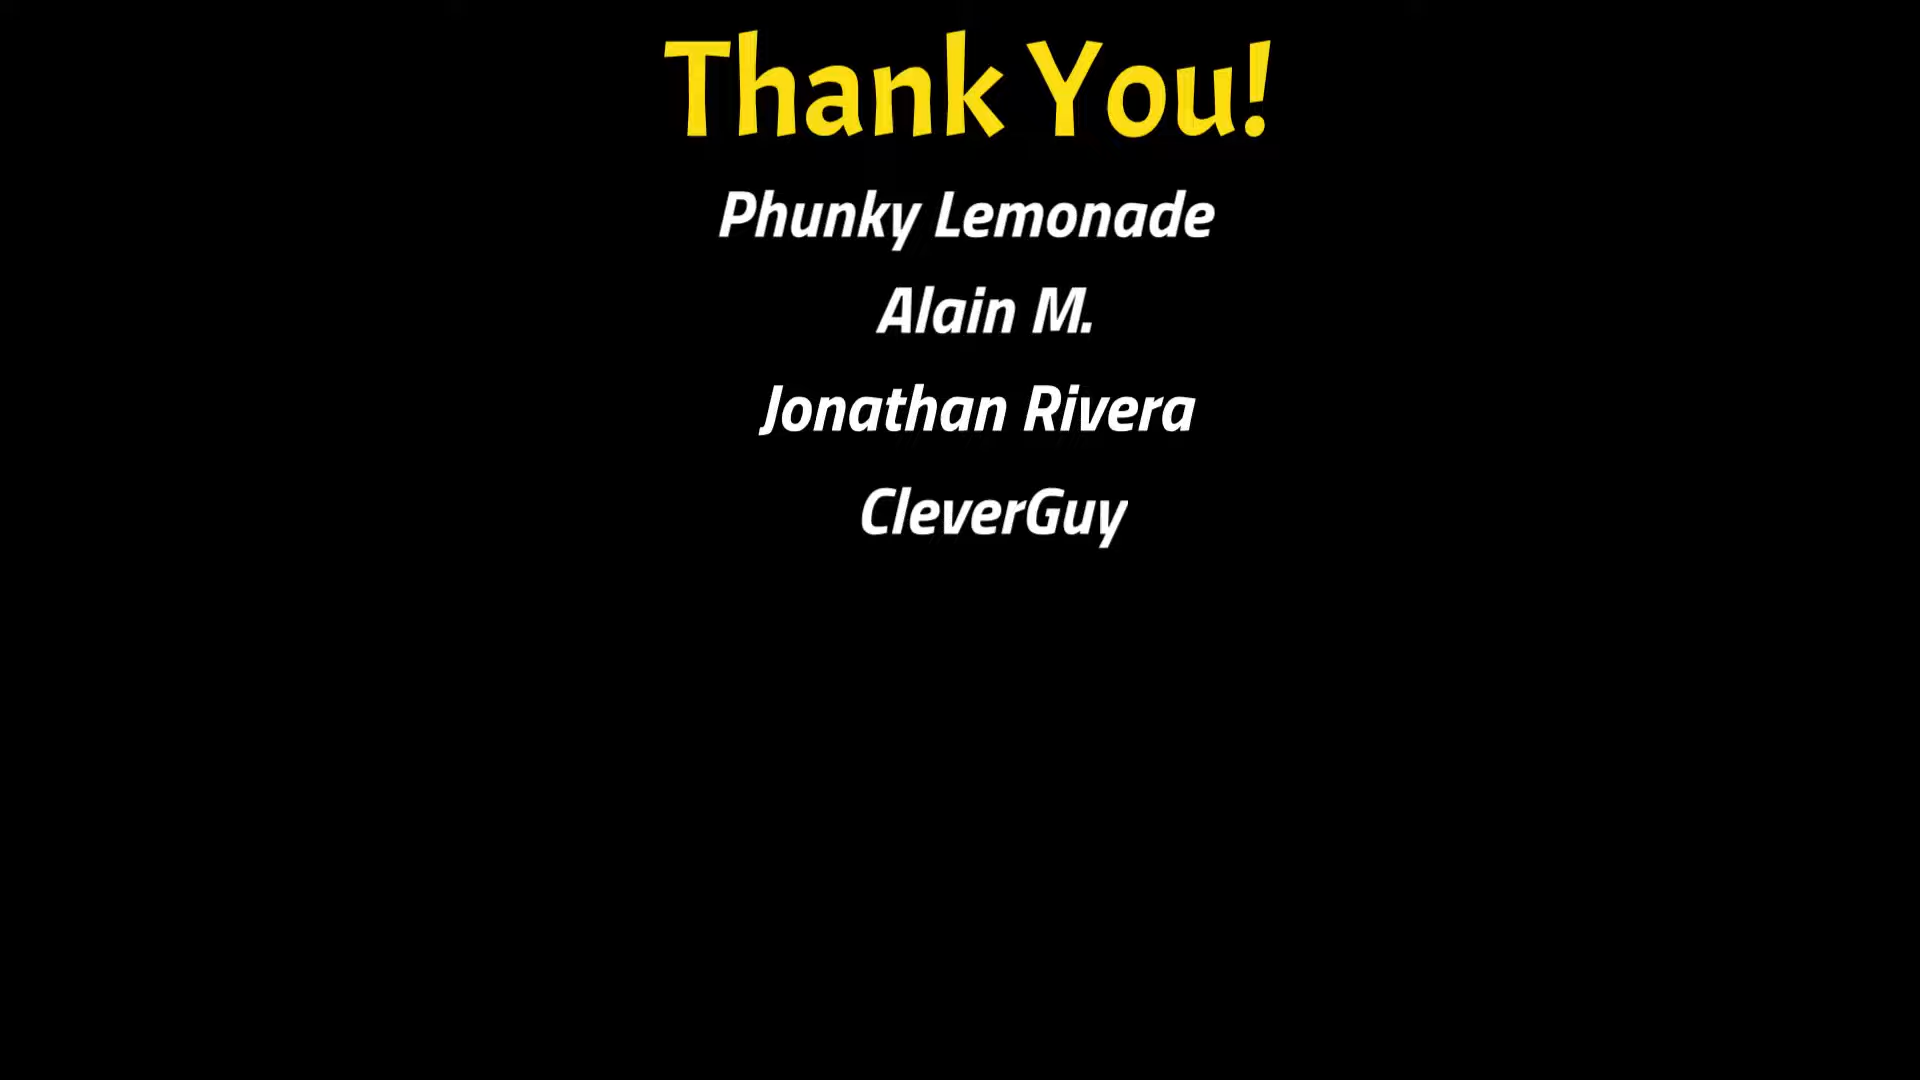 Thank You!
Phunky Lemonade
Alain M.
Jonathan Rivera
CleverGuy